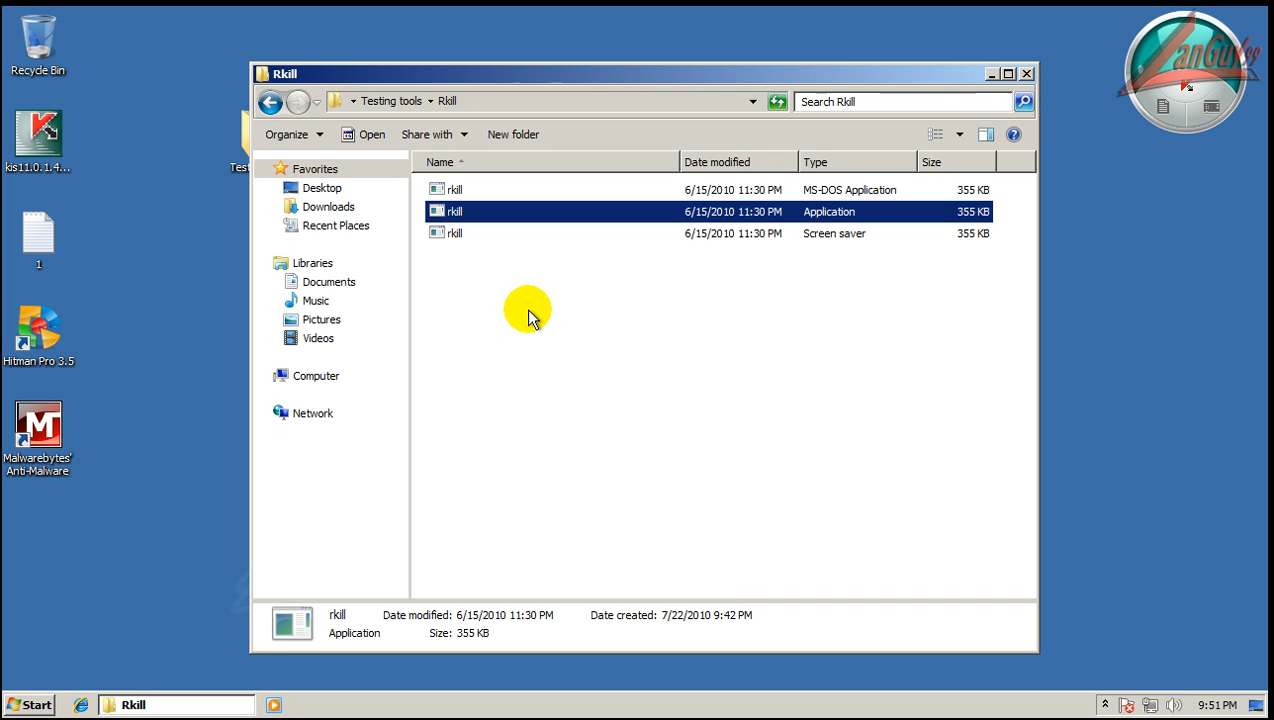 Recycle Bin
kis11.0.1.4...
1
Hitman Pro 3.5
Malwarebytes'
Anti-Malware
Rkill
Testing tools
Rkill
Search Rkill
Organize
Open
Share with
New folder
Favorites
Desktop
Downloads
Recent Places
Libraries
Documents
Music
Pictures
Videos
Computer
Network
Name
Date modified
Type
Size
rkill 6/15/2010 11:30 PM MS-DOS Application 355 KB
rkill 6/15/2010 11:30 PM Application 355 KB
rkill 6/15/2010 11:30 PM Screen saver 355 KB
rkill Date modified: 6/15/2010 11:30 PM Date created: 7/22/2010 9:42 PM
Application Size: 355 KB
Start
Rkill
9:51 PM